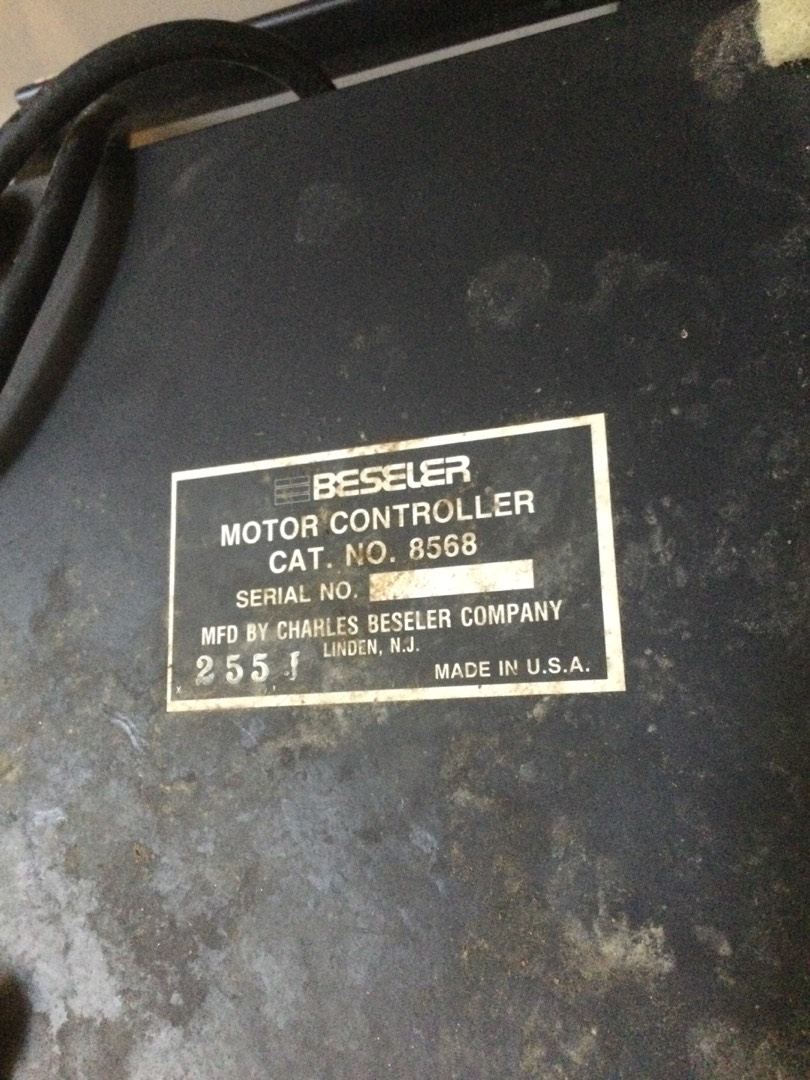 BESELER
MOTOR CONTROLLER
CAT. NO. 8568
SERIAL NO.
MFD BY CHARLES BESELER COMPANY
LINDEN, N.J.
255
MADE IN U.S.A.